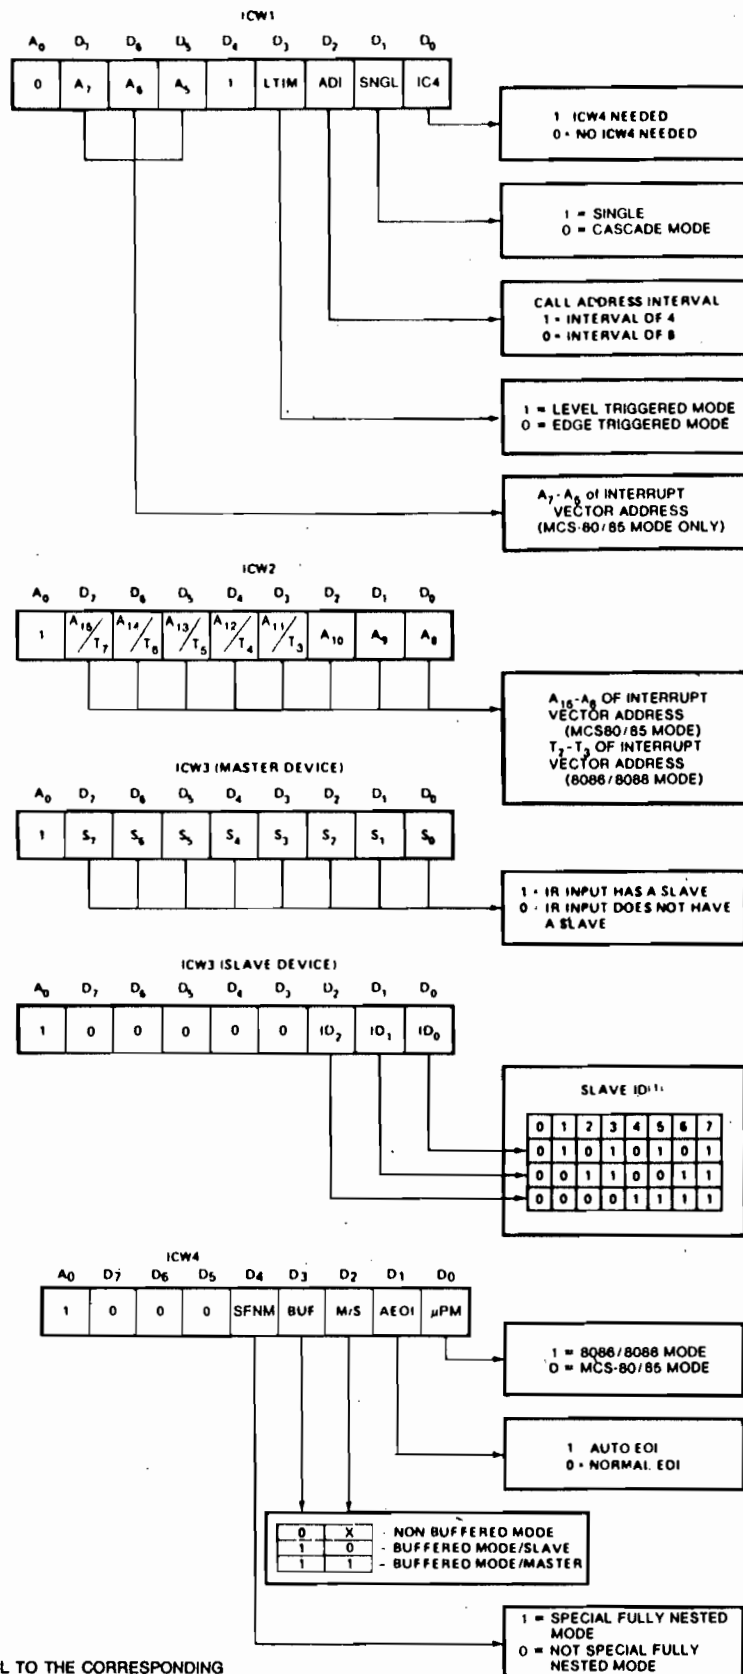 ICW1
A0 D7 D6 D5 D4 D3 D2 D1 D0
0 A7 A6 A5 1 LTIM ADI SNGL IC4
1 ICW4 NEEDED
0 = NO ICW4 NEEDED
1 = SINGLE
0 = CASCADE MODE
CALL ADDRESS INTERVAL
1 = INTERVAL OF 4
0 = INTERVAL OF 8
1 = LEVEL TRIGGERED MODE
0 = EDGE TRIGGERED MODE
A7-A5 of INTERRUPT
VECTOR ADDRESS
(MCS-80/85 MODE ONLY)
ICW2
A0 D7 D6 D5 D4 D3 D2 D1 D0
1 A15/T7 A14/T6 A13/T5 A12/T4 A11/T3 A10 A9 A8
A15-A8 OF INTERRUPT
VECTOR ADDRESS
(MCS80/85 MODE)
T7-T3 OF INTERRUPT
VECTOR ADDRESS
(8086/8088 MODE)
ICW3 (MASTER DEVICE)
A0 D7 D6 D5 D4 D3 D2 D1 D0
1 S7 S6 S5 S4 S3 S2 S1 S0
1 = IR INPUT HAS A SLAVE
0 = IR INPUT DOES NOT HAVE
A SLAVE
ICW3 (SLAVE DEVICE)
A0 D7 D6 D5 D4 D3 D2 D1 D0
1 0 0 0 0 0 ID2 ID1 ID0
SLAVE ID(1)
0 1 2 3 4 5 6 7
0 1 0 1 0 1 0 1
0 0 1 1 0 0 1 1
0 0 0 0 1 1 1 1
ICW4
A0 D7 D6 D5 D4 D3 D2 D1 D0
1 0 0 0 SFNM BUF M/S AEOI µPM
1 = 8086/8088 MODE
0 = MCS-80/85 MODE
1 AUTO EOI
0 = NORMAL EOI
0 X - NON BUFFERED MODE
1 0 - BUFFERED MODE/SLAVE
1 1 - BUFFERED MODE/MASTER
1 = SPECIAL FULLY NESTED
MODE
0 = NOT SPECIAL FULLY
NESTED MODE
L TO THE CORRESPONDING